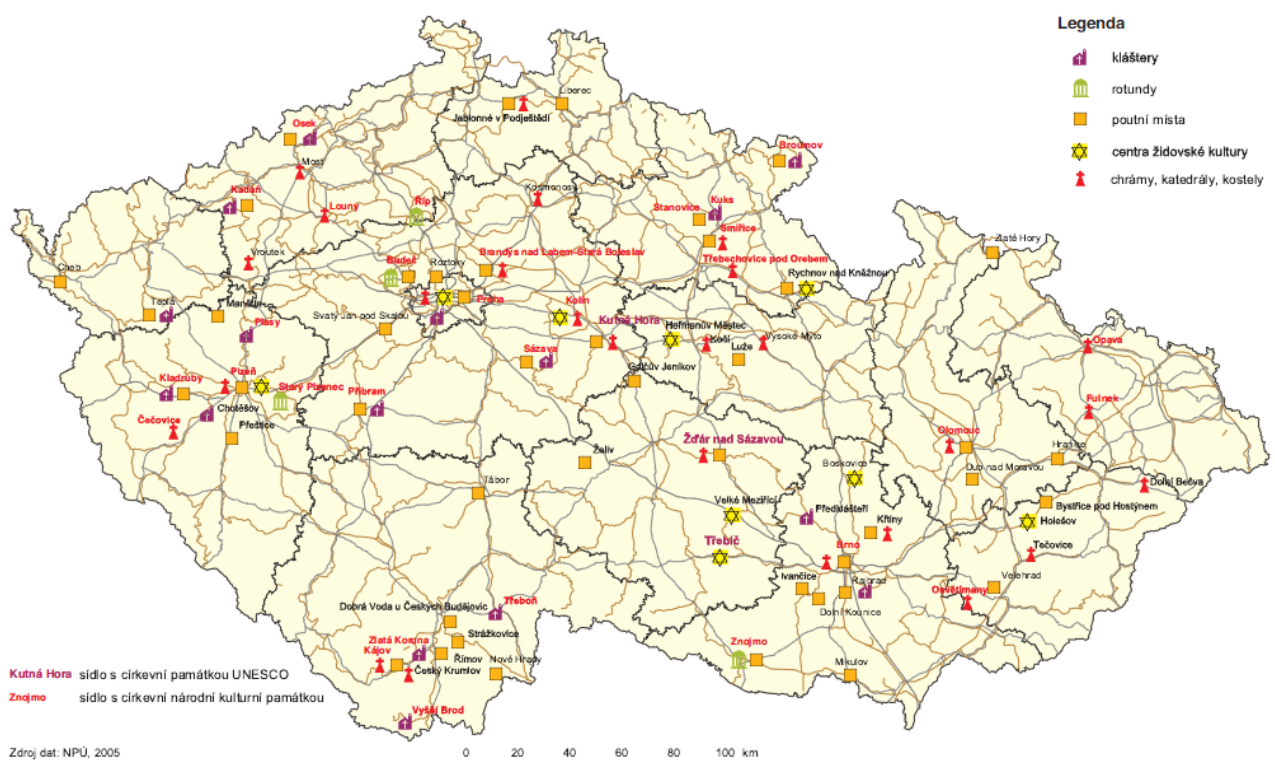 Legenda
kláštery
rotundy
poutní místa
centra židovské kultury
chrámy, katedrály, kostely
Liberec
Jablonné v Podještědí
Osek
Most
Broumov
Kadaň
Louny
Říp
Kosmonosy
Kuks
Stanovice
Smiřice
Zlaté Hory
Vroutek
Brandýs nad Labem-Stará Boleslav
Třebechovice pod Orebem
Cheb
Budeč
Roztoky
Rychnov nad Kněžnou
Teplá
Manětín
Praha
Kolín
Svatý Jan pod Skalou
Kutná Hora
Heřmanův Městec
Plasy
Kočí
Vysoké Mýto
Opava
Sázava
Luže
Golčův Jeníkov
Plzeň
Kladruby
Starý Plzenec
Příbram
Fulnek
Chotěšov
Čečovice
Přeštice
Olomouc
Žďár nad Sázavou
Hranice
Želiv
Boskovice
Dub nad Moravou
Tábor
Dolní Bečva
Velké Meziříčí
Předklášteří
Bystřice pod Hostýnem
Křtiny
Holešov
Třebíč
Brno
Tečovice
Ivančice
Rajhrad
Velehrad
Osvětimany
Dolní Kounice
Třeboň
Dobrá Voda u Českých Budějovic
Strážkovice
Zlatá Koruna
Kájov
Římov
Nové Hrady
Český Krumlov
Znojmo
Mikulov
Vyšší Brod
Kutná Hora sídlo s církevní památkou UNESCO
Znojmo sídlo s církevní národní kulturní památkou
Zdroj dat: NPÚ, 2005
0 20 40 60 80 100 km